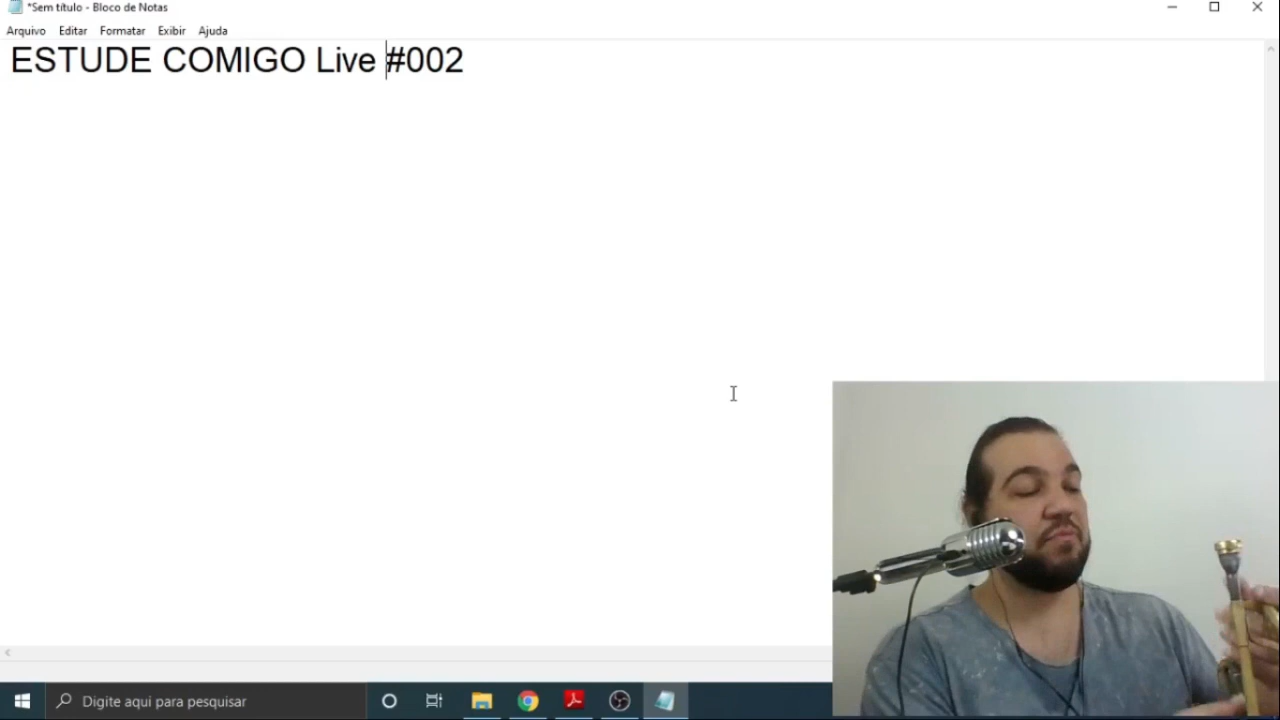 *Sem título - Bloco de Notas
Arquivo Editar Formatar Exibir Ajuda
ESTUDE COMIGO Live #002
Digite aqui para pesquisar